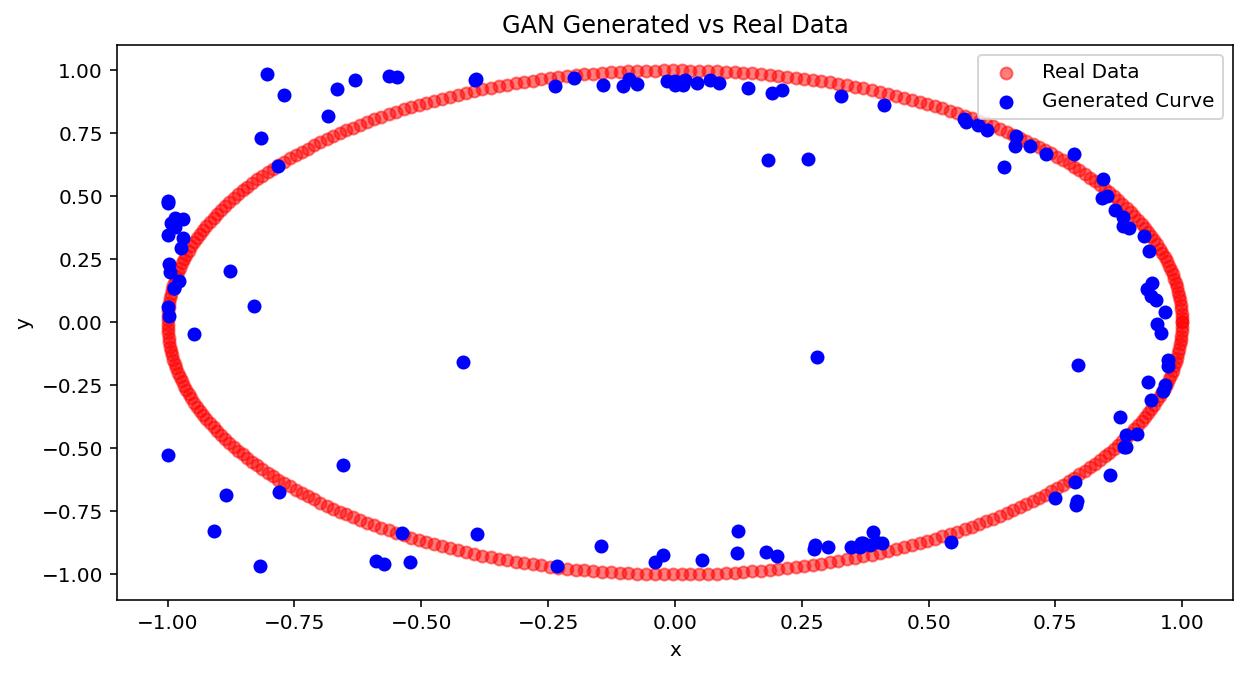 GAN Generated vs Real Data
Real Data
Generated Curve
1.00
0.75
0.50
0.25
0.00
−0.25
−0.50
−0.75
−1.00
y
−1.00 −0.75 −0.50 −0.25 0.00 0.25 0.50 0.75 1.00
x